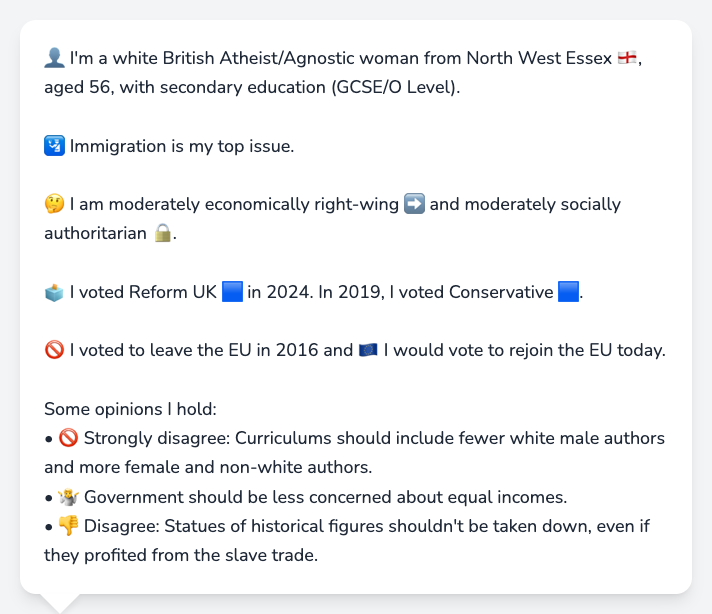 👤 I'm a white British Atheist/Agnostic woman from North West Essex 🏴󠁧󠁢󠁥󠁮󠁧󠁿,
aged 56, with secondary education (GCSE/O Level).
🛂 Immigration is my top issue.
🤔 I am moderately economically right-wing ➡️ and moderately socially
authoritarian 🔒.
🗳️ I voted Reform UK 🟦 in 2024. In 2019, I voted Conservative 🟦.
🚫 I voted to leave the EU in 2016 and 🇪🇺 I would vote to rejoin the EU today.
Some opinions I hold:
• 🚫 Strongly disagree: Curriculums should include fewer white male authors
and more female and non-white authors.
• 🤷 Government should be less concerned about equal incomes.
• 👎 Disagree: Statues of historical figures shouldn't be taken down, even if
they profited from the slave trade.